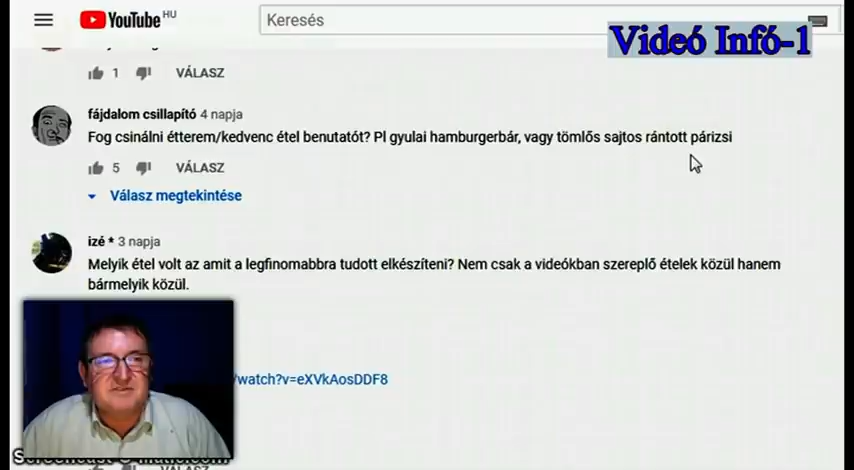 YouTube HU
Keresés
Videó Infó-1
1 VÁLASZ
fájdalom csillapító 4 napja
Fog csinálni étterem/kedvenc étel benutatót? Pl gyulai hamburgerbár, vagy tömlős sajtos rántott párizsi
5 VÁLASZ
Válasz megtekintése
izé * 3 napja
Melyik étel volt az amit a legfinomabbra tudott elkészíteni? Nem csak a videókban szereplő ételek közül hanem
bármelyik közül.
/watch?v=eXVkAosDDF8
VÁLASZ